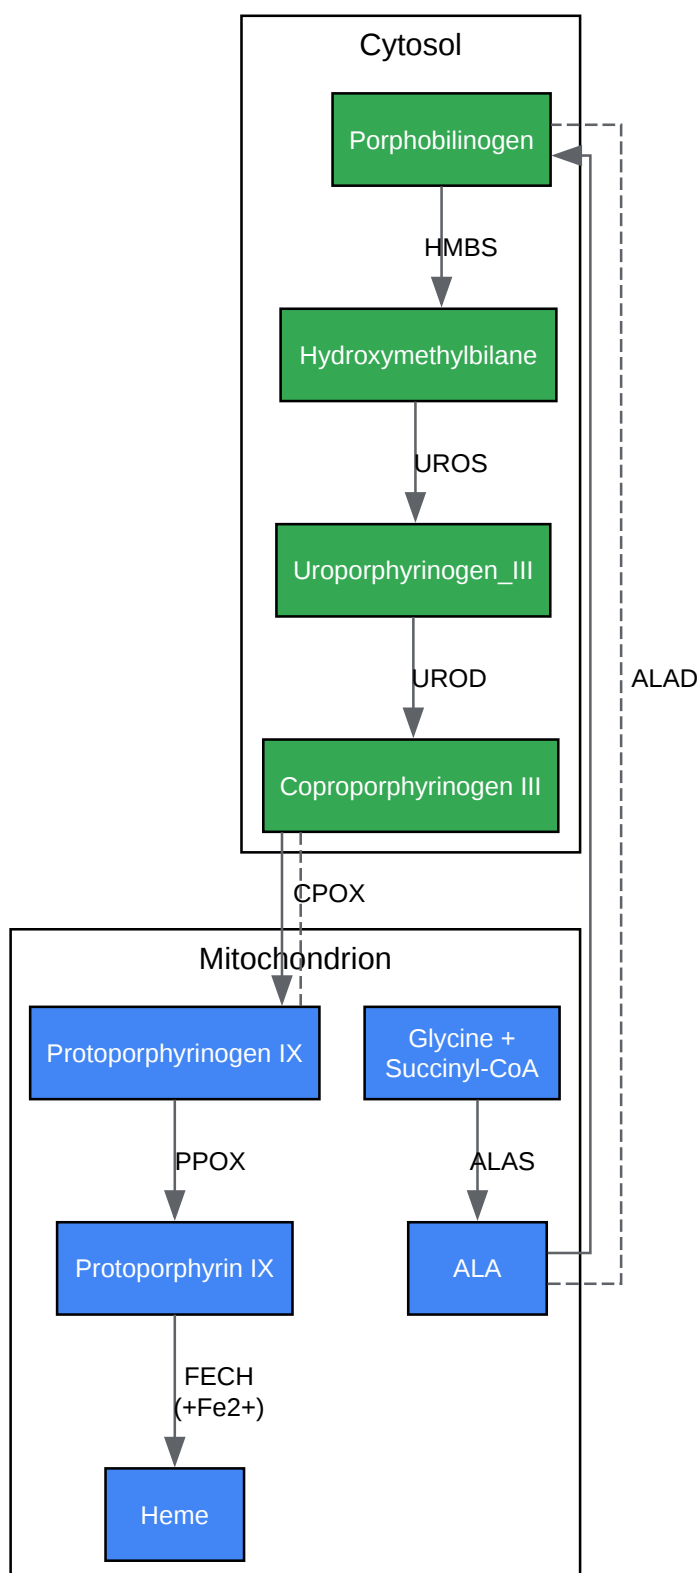 Cytosol
Porphobilinogen
HMBS
Hydroxymethylbilane
UROS
Uroporphyrinogen_III
UROD
ALAD
Coproporphyrinogen III
CPOX
Mitochondrion
Protoporphyrinogen IX
Glycine +
Succinyl-CoA
PPOX
ALAS
Protoporphyrin IX
ALA
FECH
(+Fe2+)
Heme